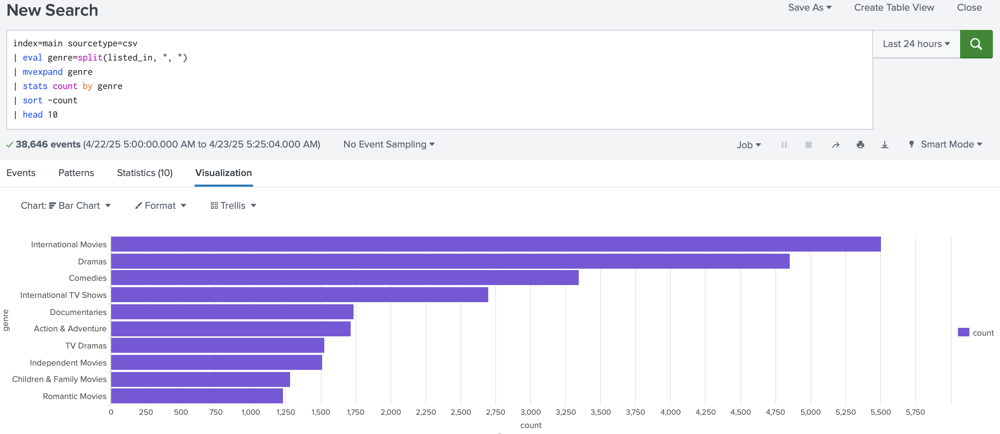 New Search
Save As
Create Table View
Close
index=main sourcetype=csv
| eval genre=split(listed_in, ", ")
| mvexpand genre
| stats count by genre
| sort -count
| head 10
Last 24 hours
38,646 events (4/22/25 5:00:00.000 AM to 4/23/25 5:25:04.000 AM)
No Event Sampling
Job
Smart Mode
Events
Patterns
Statistics (10)
Visualization
Chart: Bar Chart
Format
Trellis
genre
International Movies
Dramas
Comedies
International TV Shows
Documentaries
Action & Adventure
TV Dramas
Independent Movies
Children & Family Movies
Romantic Movies
0 250 500 750 1,000 1,250 1,500 1,750 2,000 2,250 2,500 2,750 3,000 3,250 3,500 3,750 4,000 4,250 4,500 4,750 5,000 5,250 5,500 5,750
count
count